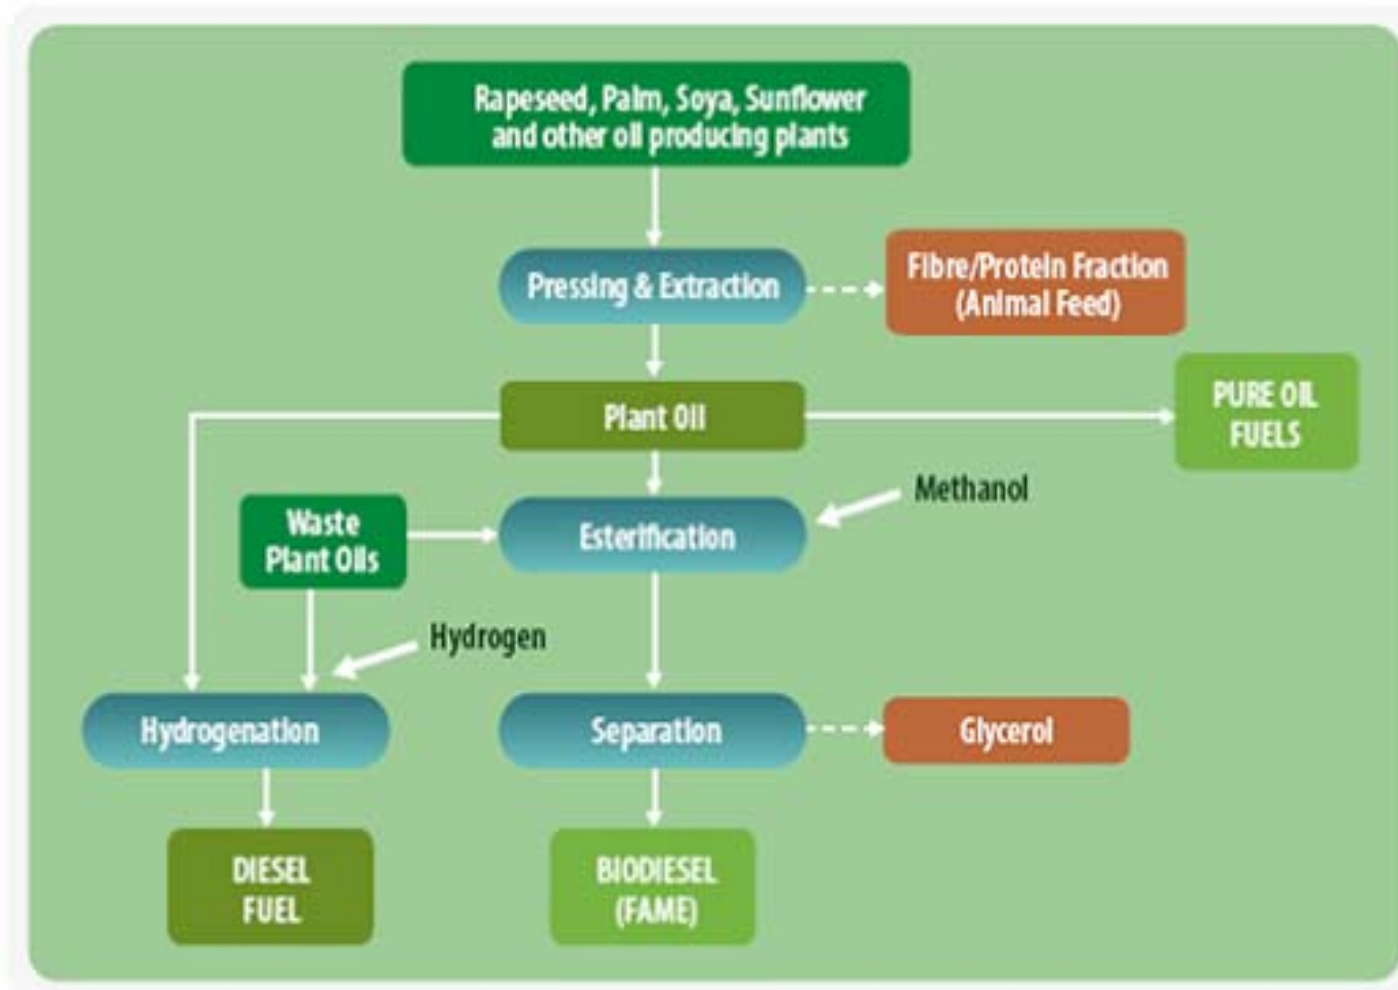 Rapeseed, Palm, Soya, Sunflower
and other oil producing plants
Pressing & Extraction
Fibre/Protein Fraction
(Animal Feed)
Plant Oil
PURE OIL
FUELS
Methanol
Waste
Plant Oils
Esterification
Hydrogen
Hydrogenation
Separation
Glycerol
DIESEL
FUEL
BIODIESEL
(FAME)